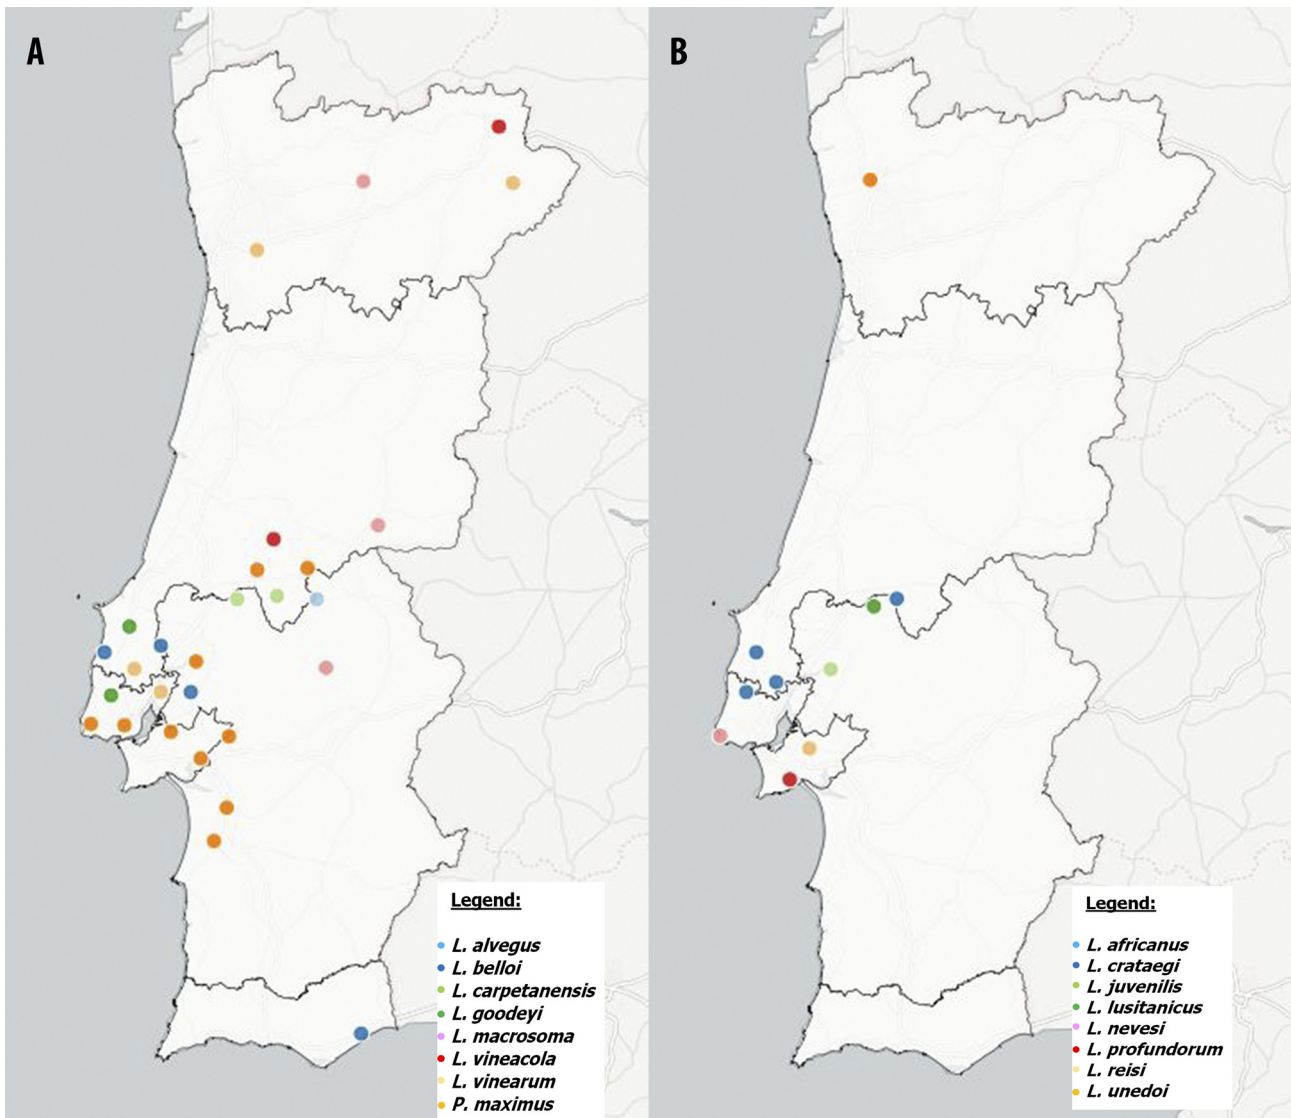 A
B
Legend:
L. alvegus
L. belloi
L. carpetanensis
L. goodeyi
L. macrosoma
L. vineacola
L. vinearum
P. maximus
Legend:
L. africanus
L. crataegi
L. juvenilis
L. lusitanicus
L. nevesi
L. profundorum
L. reisi
L. unedoi